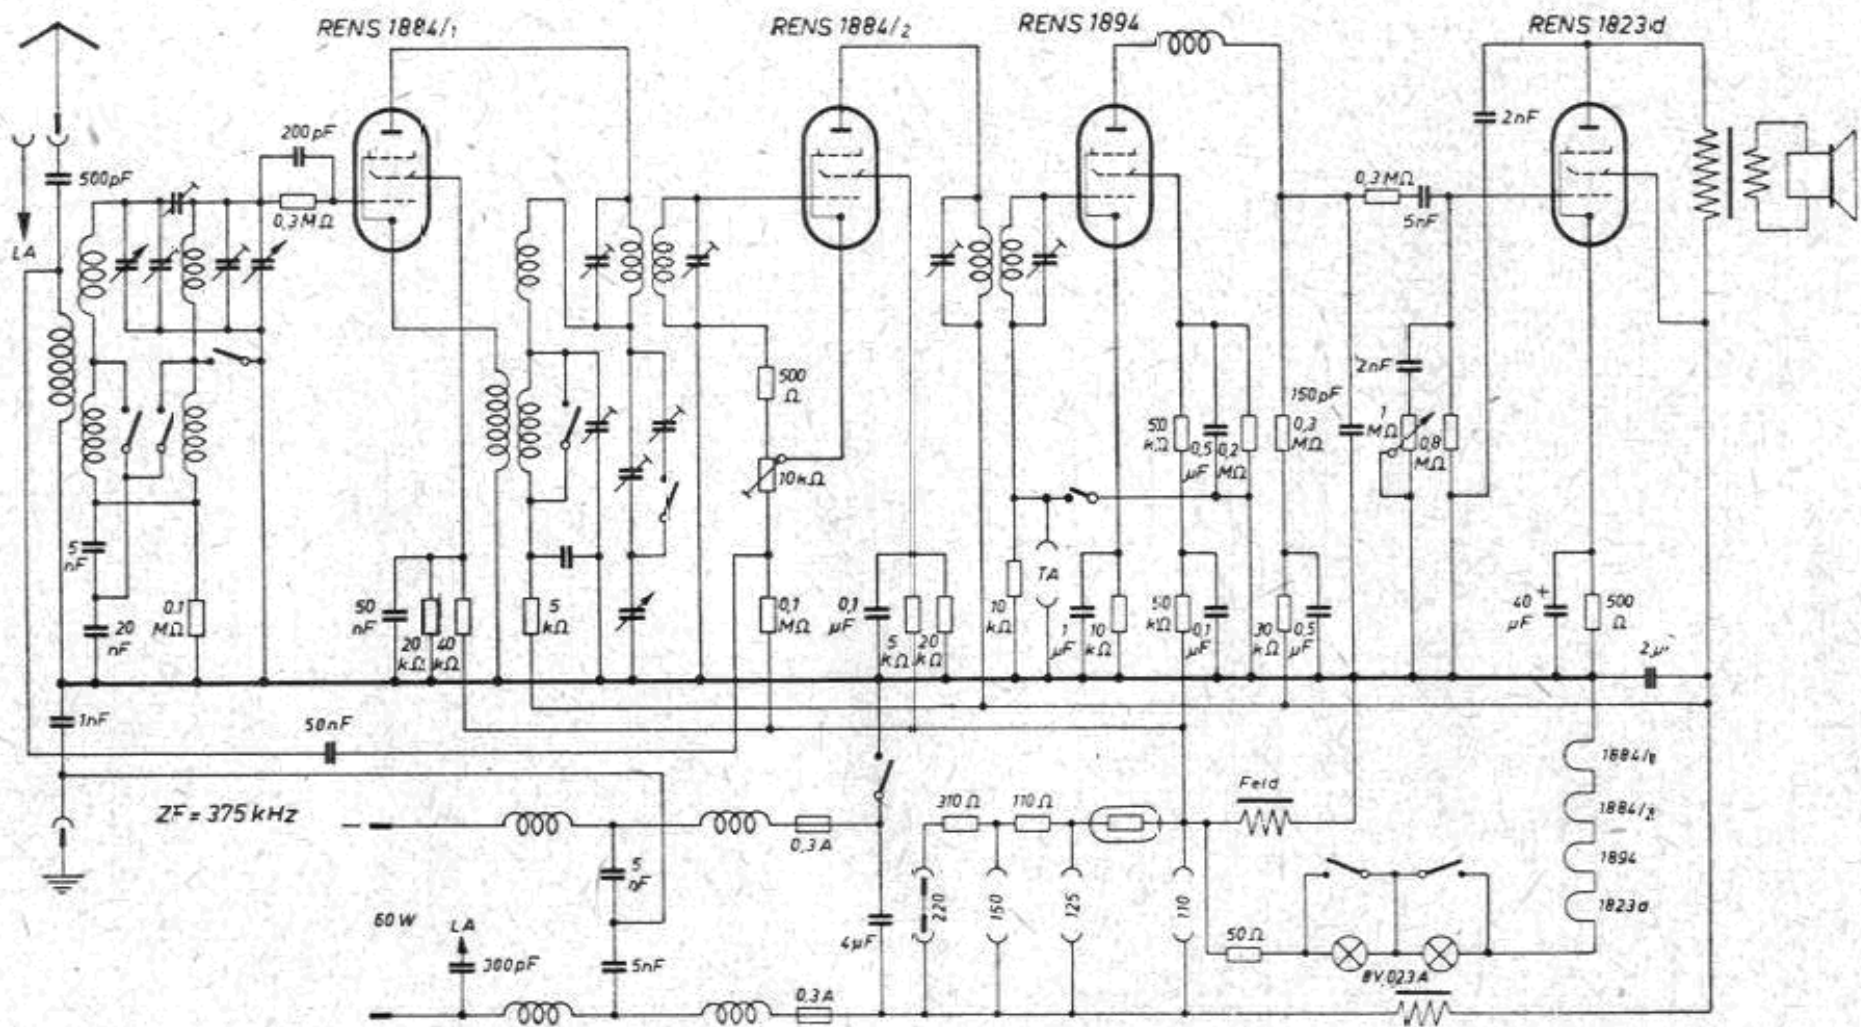 RENS 1884/1
RENS 1884/2
RENS 1894
RENS 1823d
200pF
2nF
500pF
0,3MΩ
0,3MΩ
5nF
LA
500
Ω
2nF
150pF
10kΩ
50
kΩ
0,5
µF
0,2
MΩ
0,3
MΩ
1
MΩ
0,8
MΩ
5
nF
20
nF
0,1
MΩ
50
nF
20
kΩ
40
kΩ
5
kΩ
0,1
MΩ
0,1
µF
5
kΩ
20
kΩ
10
kΩ
TA
1
µF
10
kΩ
50
kΩ
0,1
µF
30
kΩ
0,5
µF
40
µF
+
500
Ω
1nF
50nF
ZF = 375 kHz
0,3A
310Ω
110Ω
Feld
1884/2
1894
1823d
5
nF
220
150
125
110
60W
LA
300pF
5nF
4µF
50Ω
8V 0,23A
0,3A